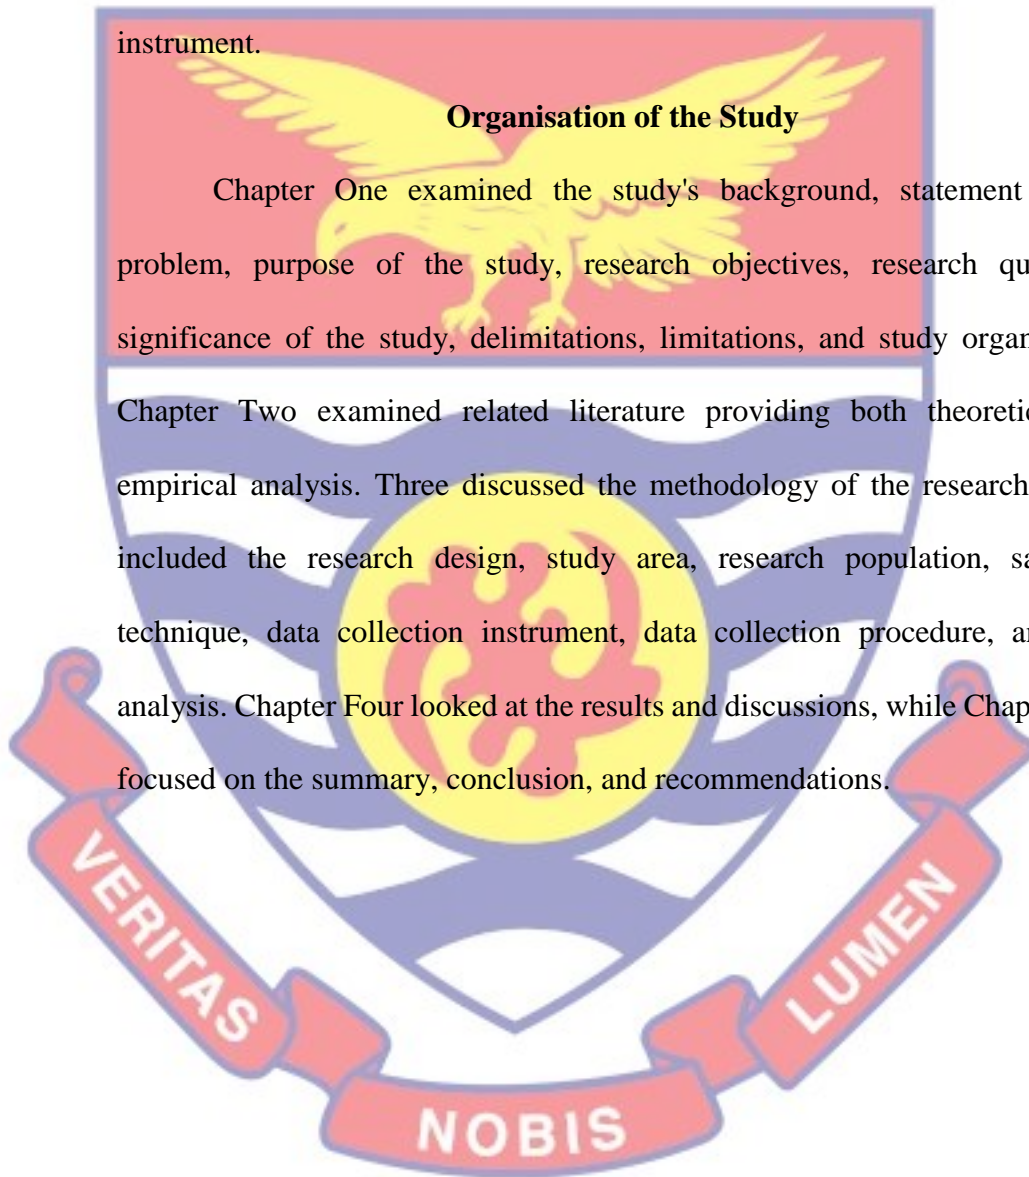 instrument.
Organisation of the Study
Chapter One examined the study's background, statement
problem, purpose of the study, research objectives, research qu
significance of the study, delimitations, limitations, and study organ
Chapter Two examined related literature providing both theoretic
empirical analysis. Three discussed the methodology of the research
included the research design, study area, research population, sa
technique, data collection instrument, data collection procedure, an
analysis. Chapter Four looked at the results and discussions, while Chap
focused on the summary, conclusion, and recommendations.
VERITAS
NOBIS
LUMEN